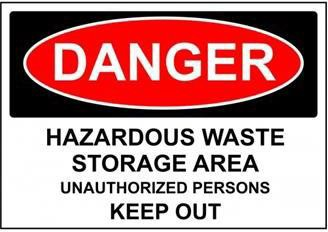 DANGER
HAZARDOUS WASTE
STORAGE AREA
UNAUTHORIZED PERSONS
KEEP OUT